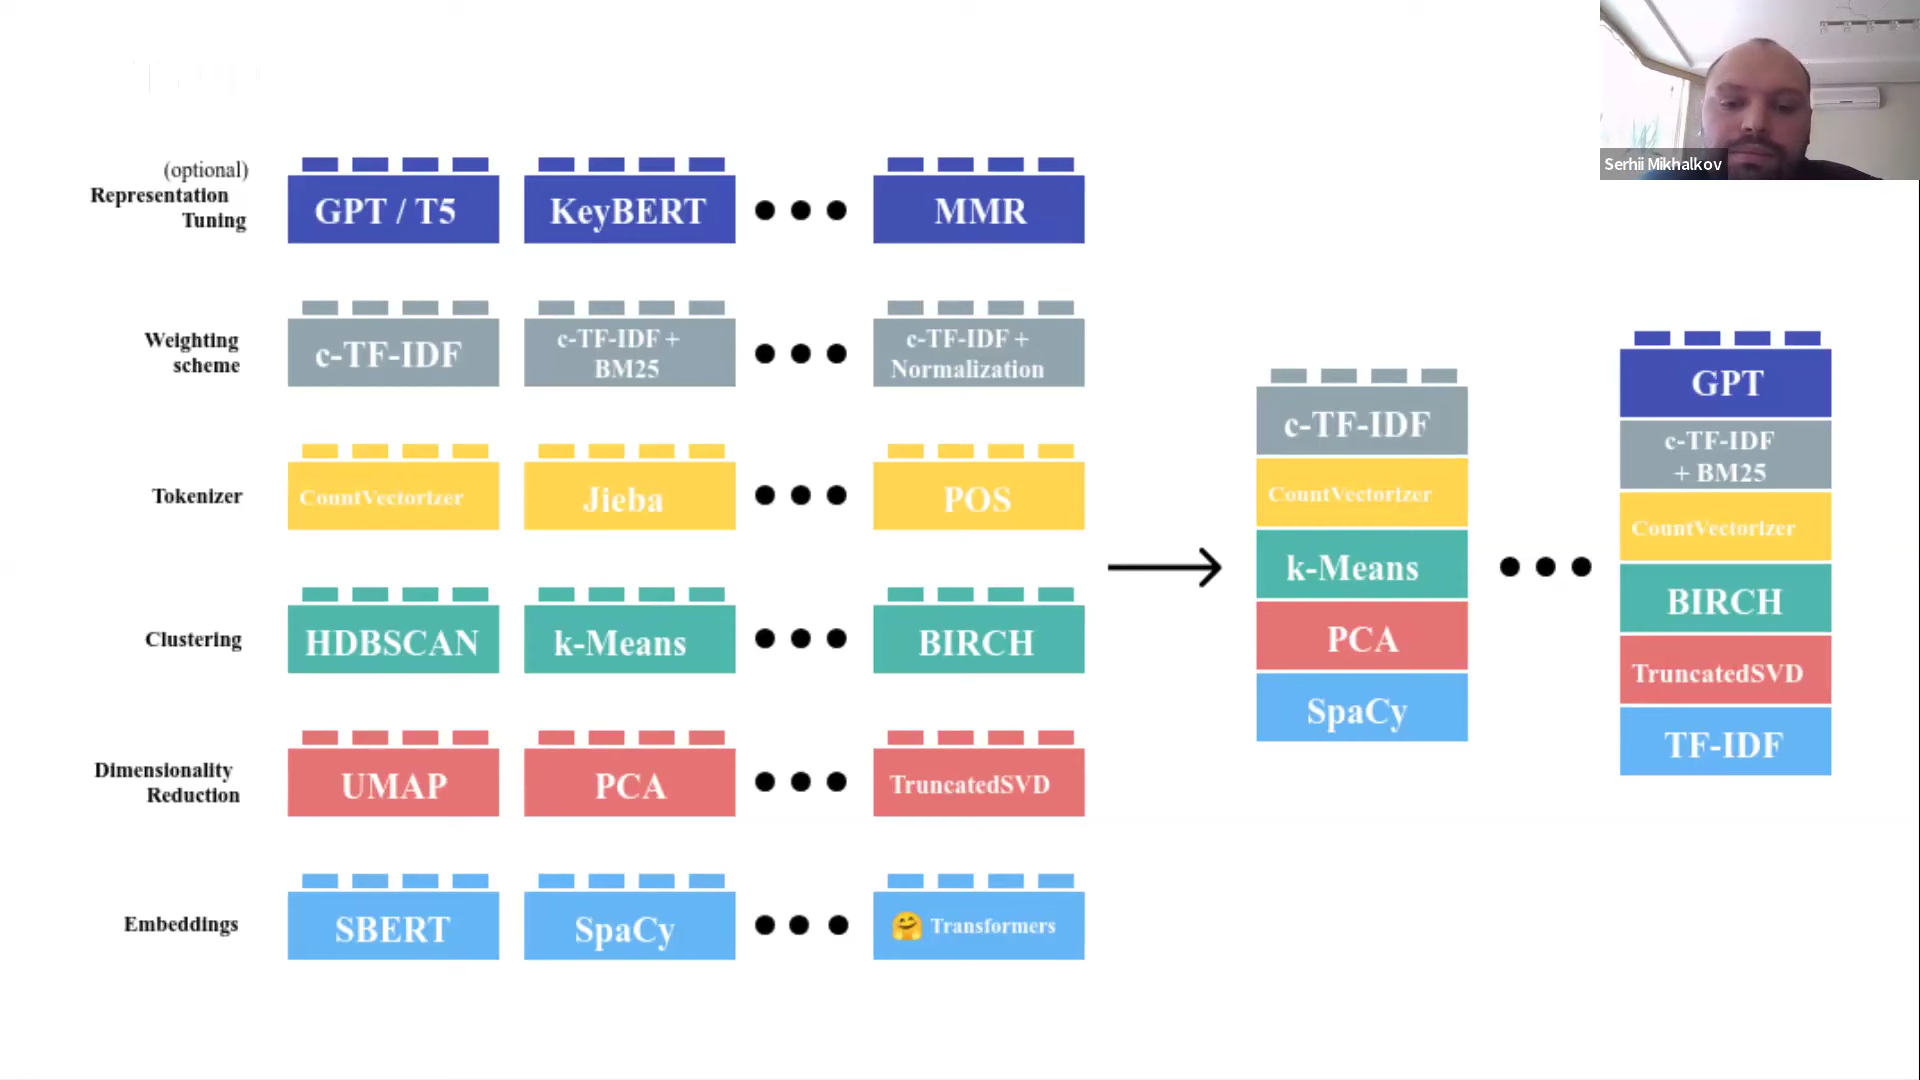 Serhii Mikhalkov
(optional)
Representation
Tuning
GPT / T5
KeyBERT
MMR
Weighting
scheme
c-TF-IDF
c-TF-IDF +
BM25
c-TF-IDF +
Normalization
Tokenizer
CountVectorizer
Jieba
POS
Clustering
HDBSCAN
k-Means
BIRCH
Dimensionality
Reduction
UMAP
PCA
TruncatedSVD
Embeddings
SBERT
SpaCy
Transformers
c-TF-IDF
CountVectorizer
k-Means
PCA
SpaCy
GPT
c-TF-IDF
+ BM25
CountVectorizer
BIRCH
TruncatedSVD
TF-IDF